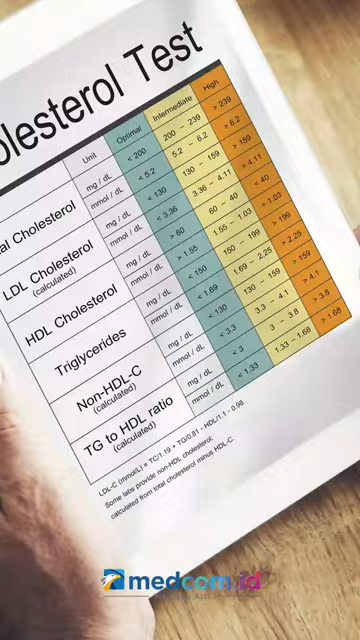 olesterol Test
Unit Optimal Intermediate High
al Cholesterol mg / dL < 200 200 – 239 > 239
mmol / dL < 5.2 5.2 – 6.2 > 6.2
LDL Cholesterol (calculated) mg / dL < 130 130 – 159 > 159
mmol / dL < 3.36 3.36 – 4.11 > 4.11
HDL Cholesterol mg / dL > 60 60 – 40 < 40
mmol / dL > 1.55 1.55 – 1.03 < 1.03
Triglycerides mg / dL < 150 150 – 199 > 199
mmol / dL < 1.69 1.69 – 2.25 > 2.25
Non-HDL-C (calculated) mg / dL < 130 130 – 159 > 159
mmol / dL < 3.3 3.3 – 4.1 > 4.1
TG to HDL ratio (calculated) mg / dL < 3 3 – 3.8 > 3.8
mmol / dL < 1.33 1.33 – 1.68 > 1.68
LDL-C (mmol/L) = TC/1.19 + TG/0.81 - HDL/1.1 - 0.98.
Some labs provide non-HDL cholesterol;
calculated from total cholesterol minus HDL-C.
medcom.id